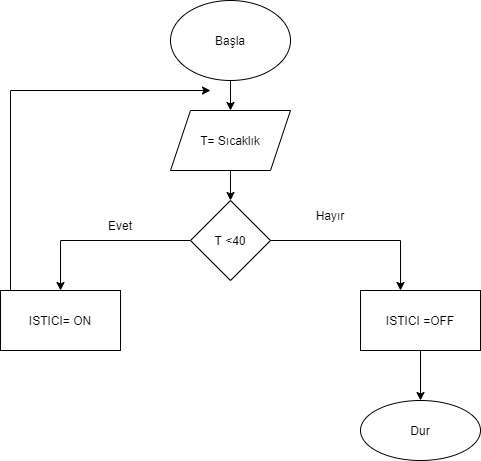 Başla
T= Sıcaklık
Evet
T <40
Hayır
ISTICI= ON
ISTICI =OFF
Dur